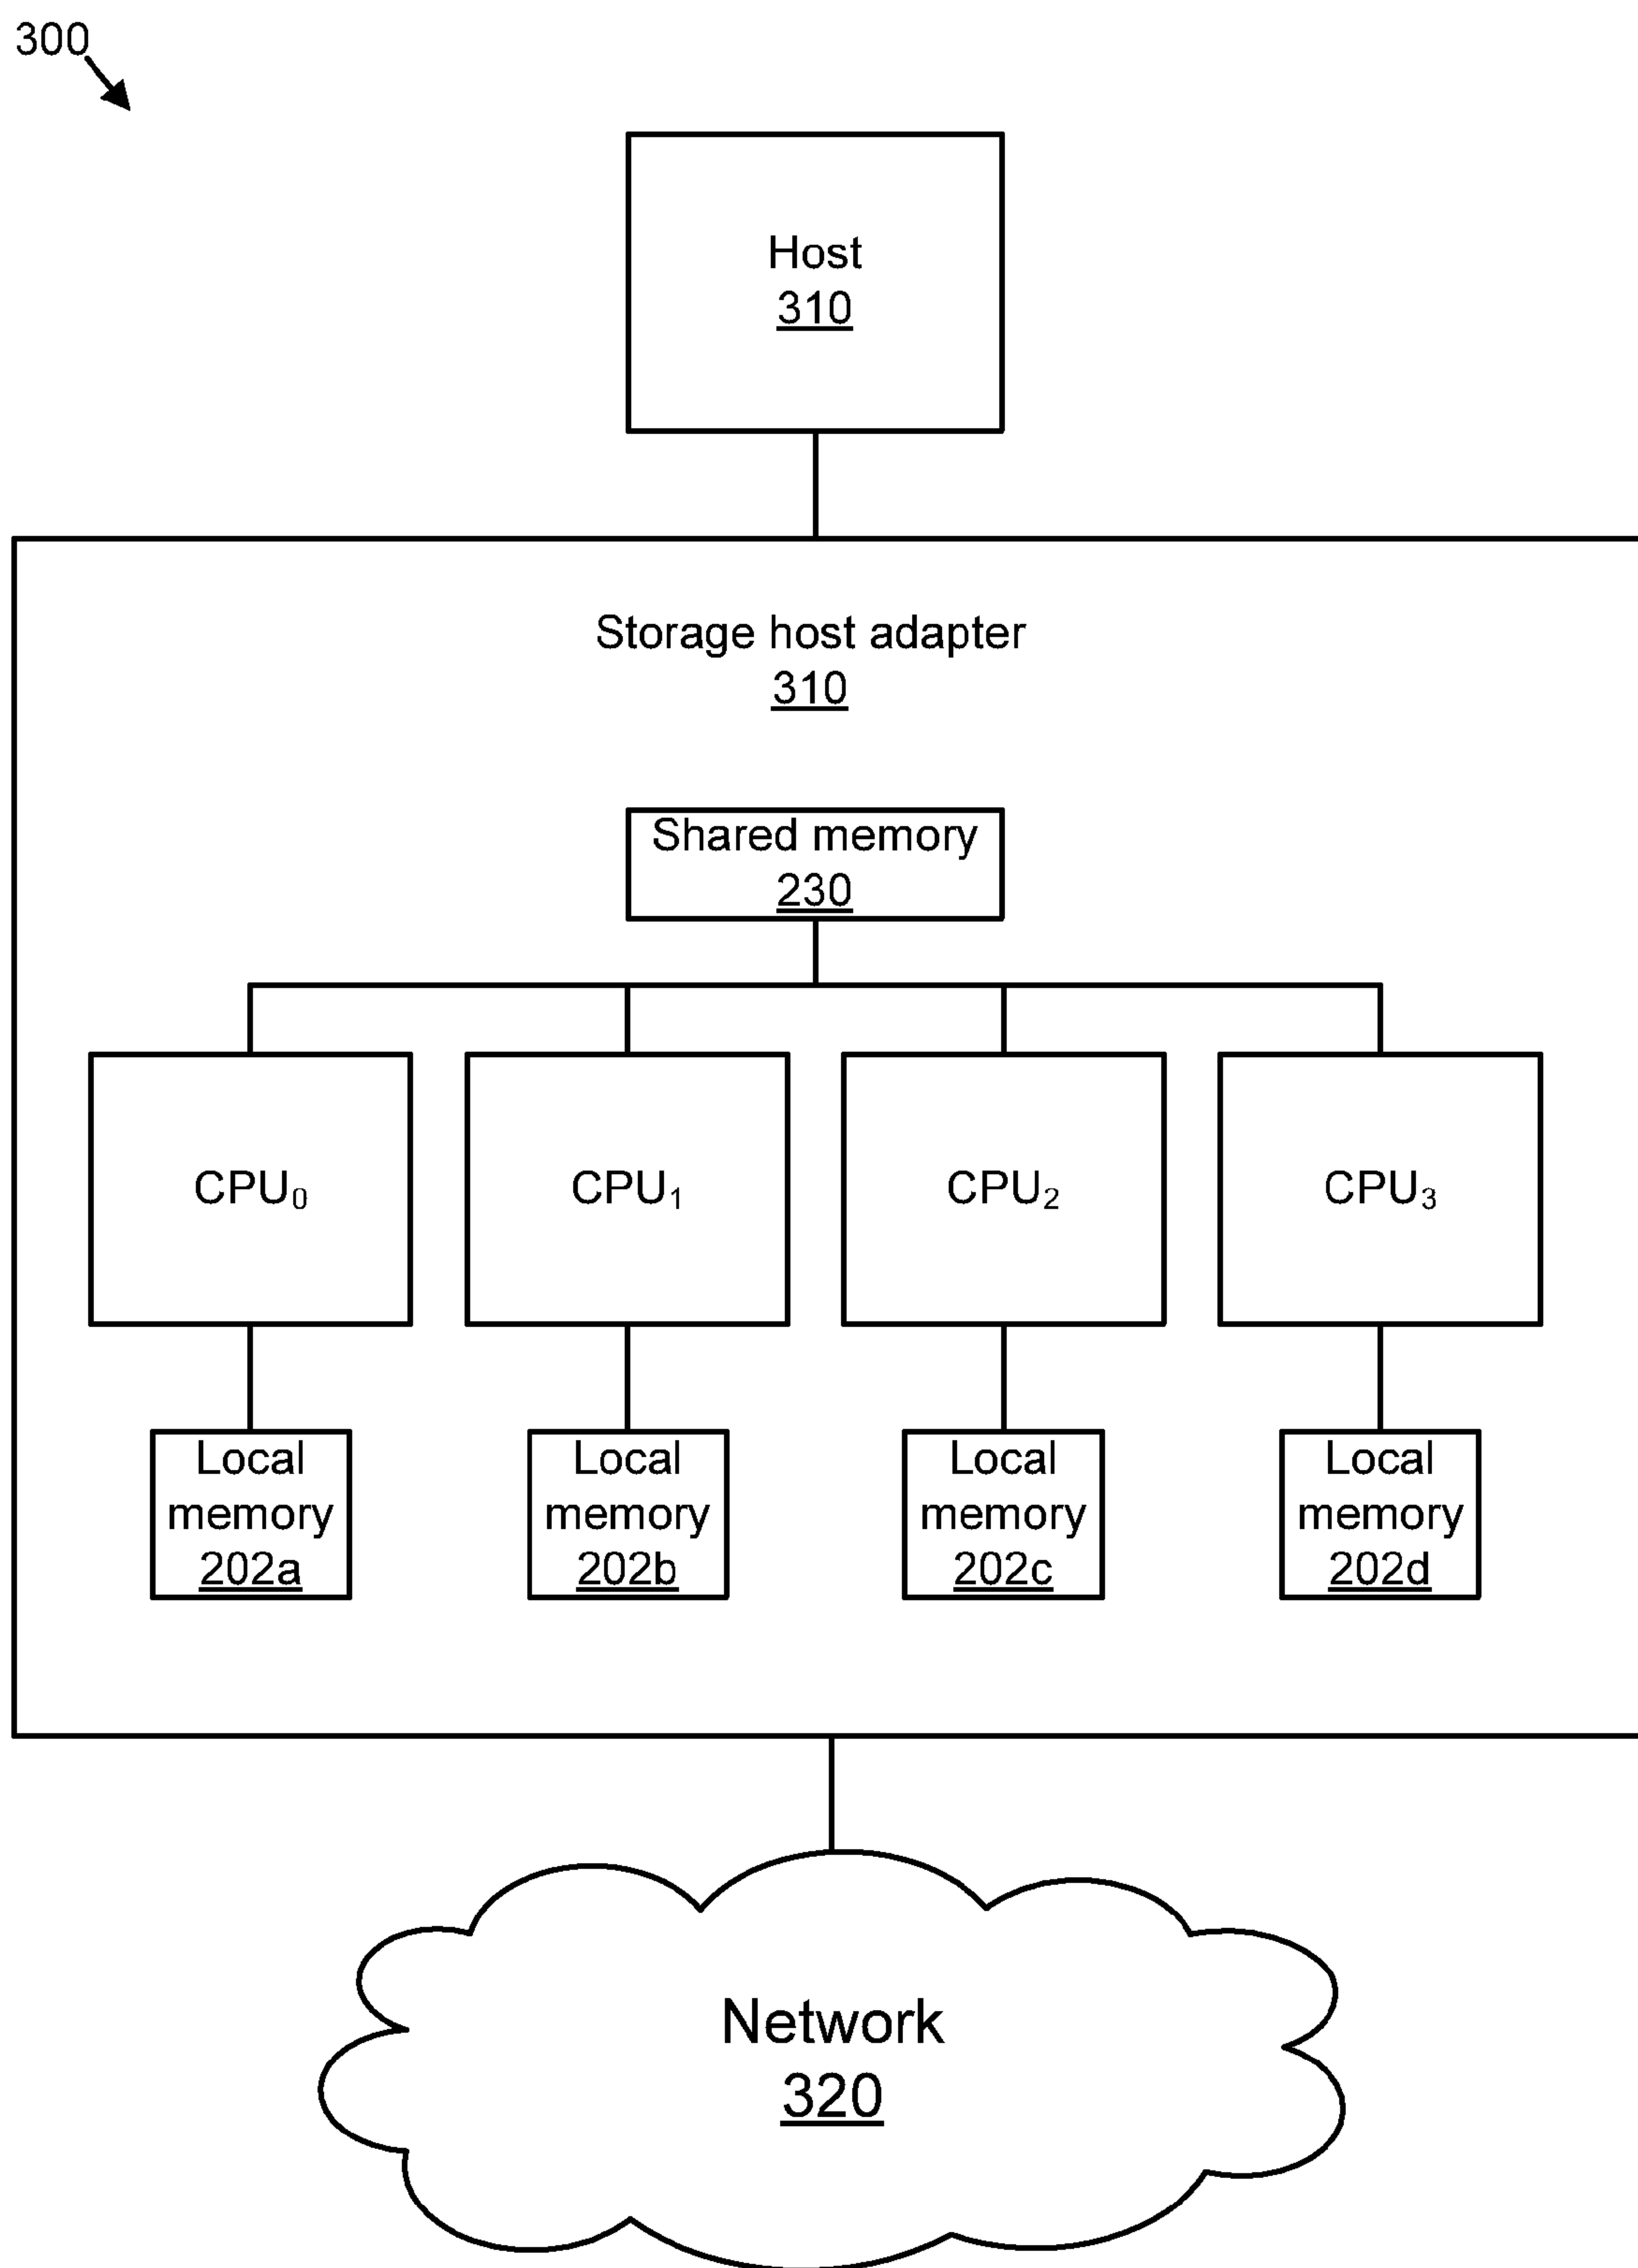 300
Host
310
Storage host adapter
310
Shared memory
230
CPU₀
CPU₁
CPU₂
CPU₃
Local
memory
202a
Local
memory
202b
Local
memory
202c
Local
memory
202d
Network
320